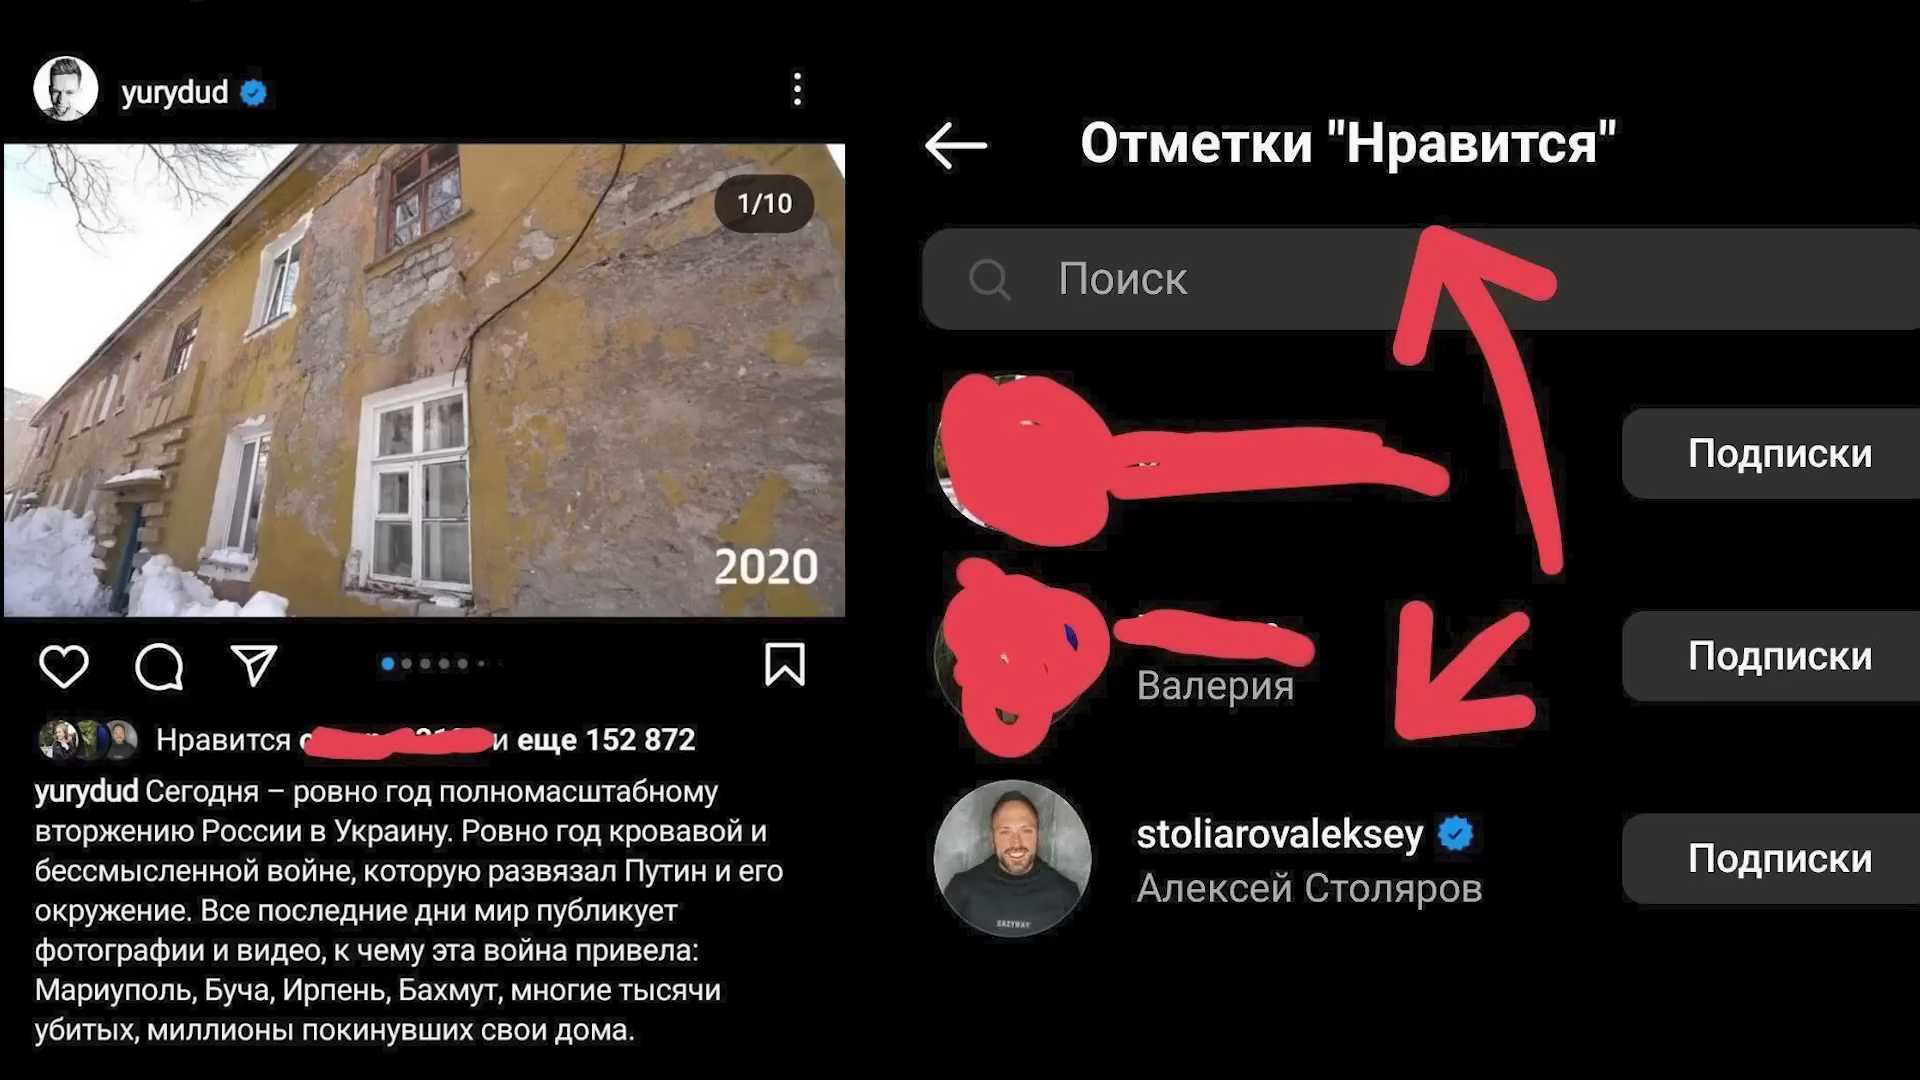 yurydud
1/10
2020
Нравится и еще 152 872
yurydud Сегодня – ровно год полномасштабному
вторжению России в Украину. Ровно год кровавой и
бессмысленной войне, которую развязал Путин и его
окружение. Все последние дни мир публикует
фотографии и видео, к чему эта война привела:
Мариуполь, Буча, Ирпень, Бахмут, многие тысячи
убитых, миллионы покинувших свои дома.
Отметки "Нравится"
Поиск
Подписки
Валерия
Подписки
stoliarovaleksey
Алексей Столяров
Подписки
EAZYWAY